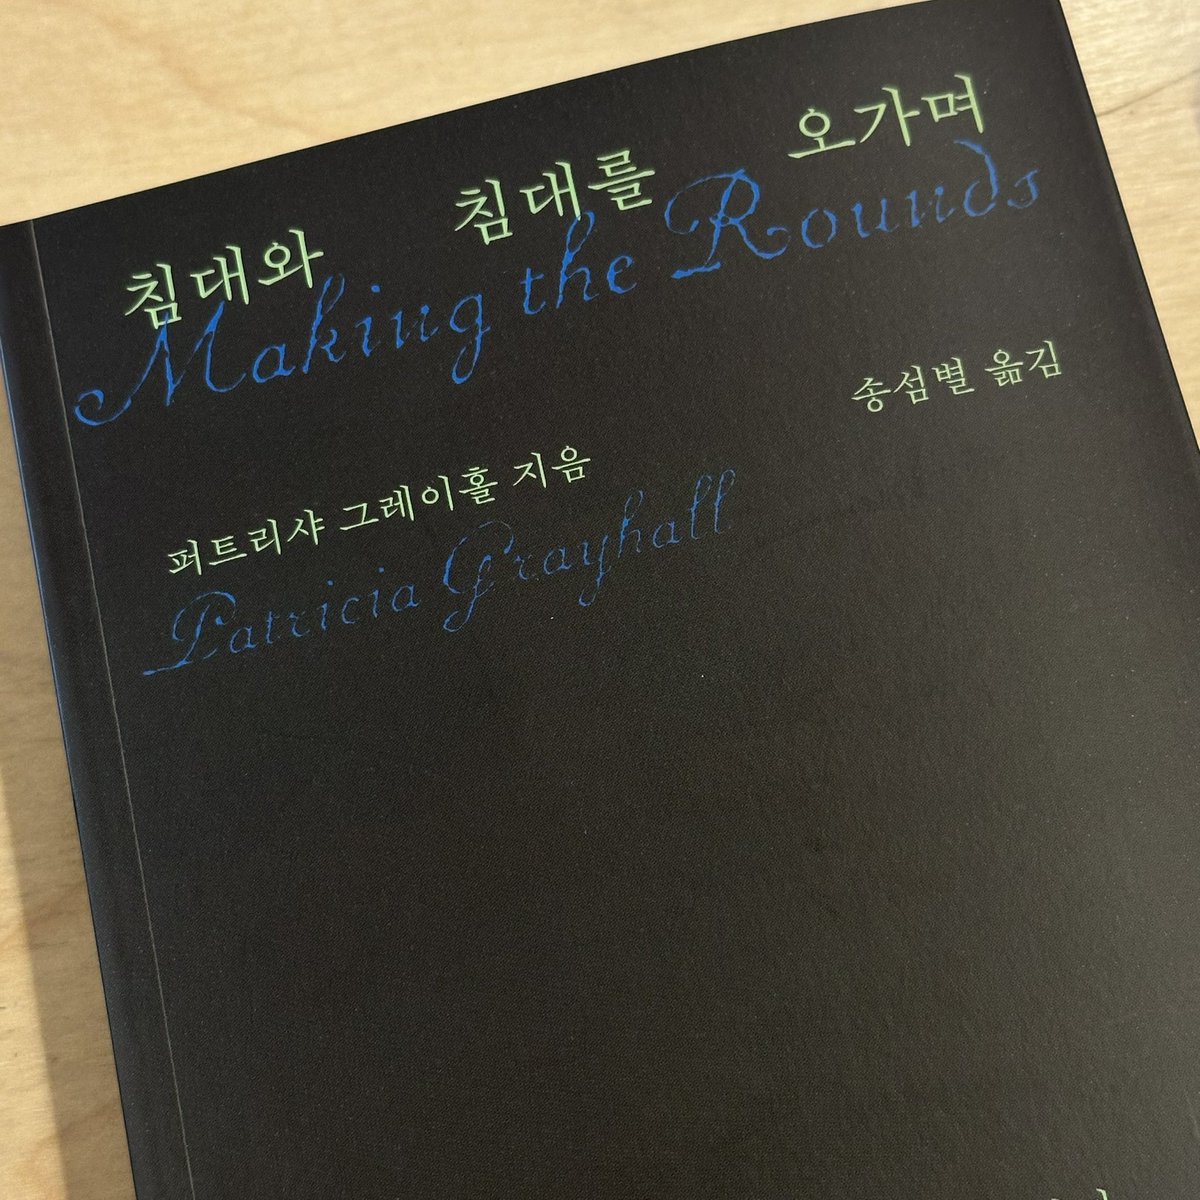 침대와 침대를 오가며
Making the Rounds
송섬별 옮김
퍼트리샤 그레이홀 지음
Patricia Grayhall